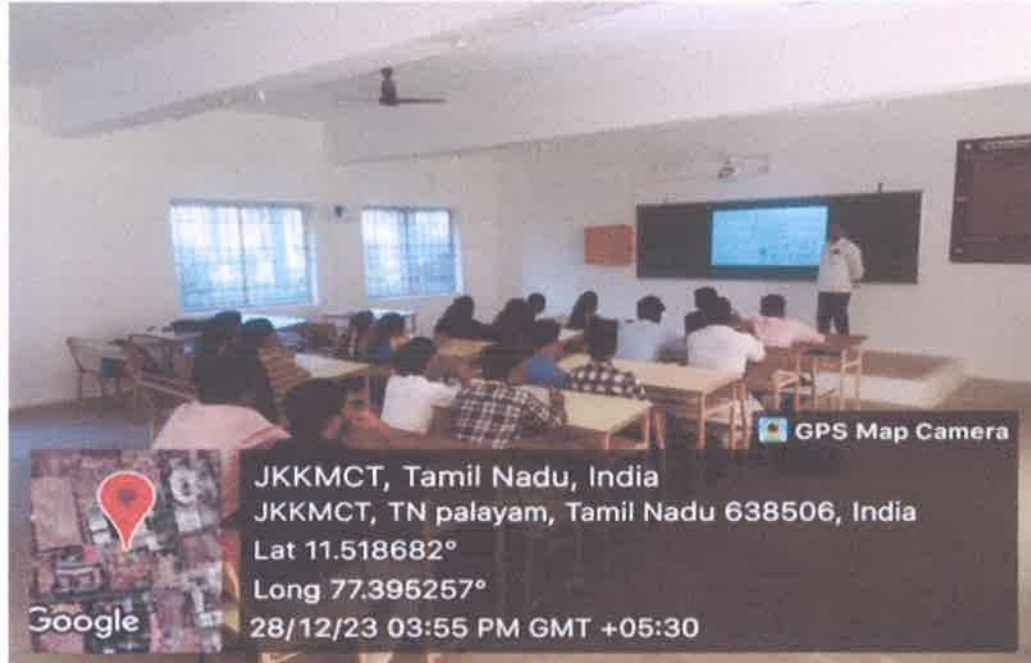 GPS Map Camera
JKKMCT, Tamil Nadu, India
JKKMCT, TN palayam, Tamil Nadu 638506, India
Lat 11.518682°
Long 77.395257°
Google
28/12/23 03:55 PM GMT +05:30